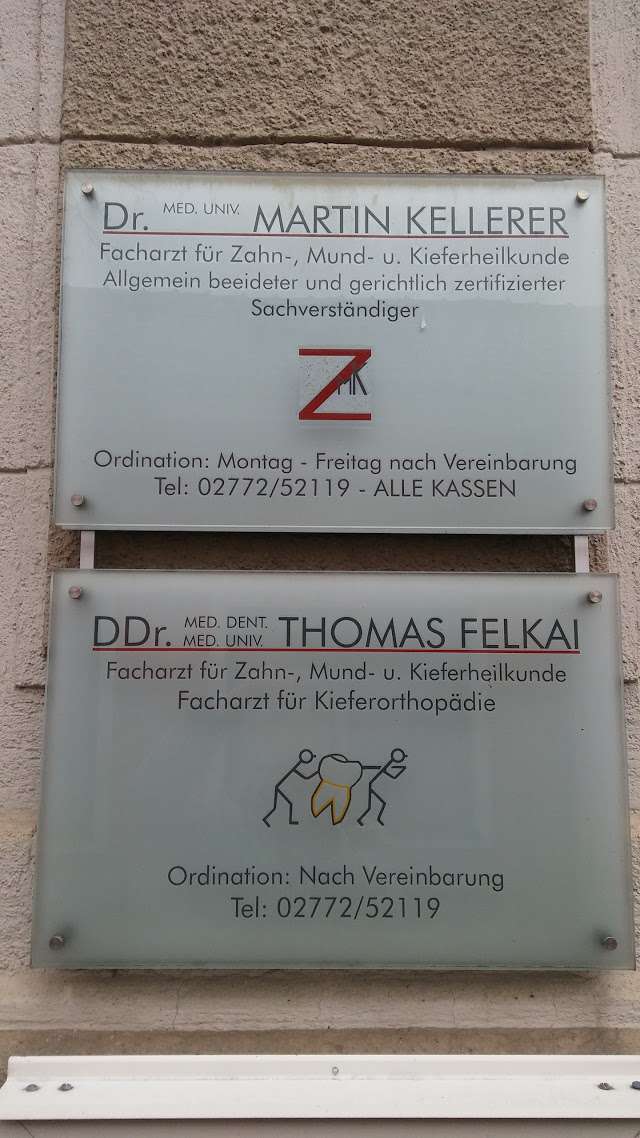 Dr. MED. UNIV. MARTIN KELLERER
Facharzt für Zahn-, Mund- u. Kieferheilkunde
Allgemein beeideter und gerichtlich zertifizierter
Sachverständiger
ZMK
Ordination: Montag - Freitag nach Vereinbarung
Tel: 02772/52119 - ALLE KASSEN
DDr. MED. DENT. MED. UNIV. THOMAS FELKAI
Facharzt für Zahn-, Mund- u. Kieferheilkunde
Facharzt für Kieferorthopädie
Ordination: Nach Vereinbarung
Tel: 02772/52119